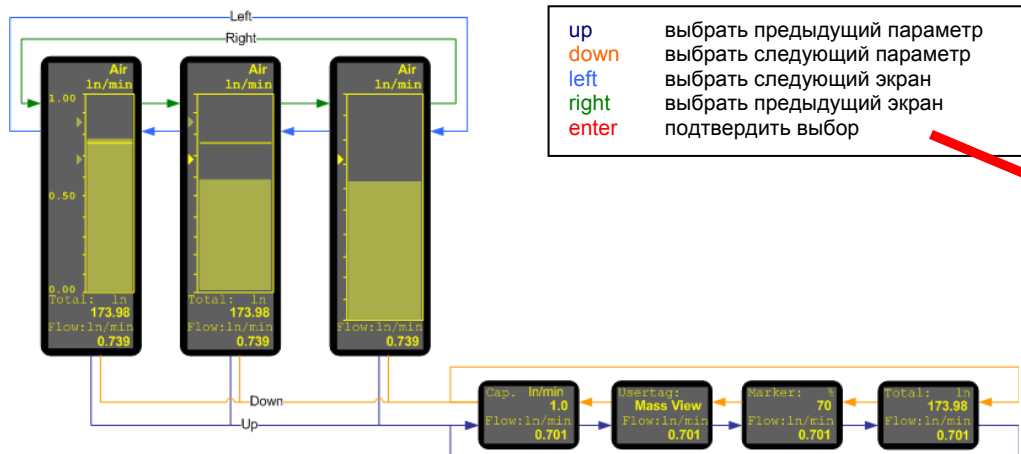 Left
Right
Air
ln/min
1.00
0.50
0.00
Total: ln
173.98
Flow:ln/min
0.739
Air
ln/min
Total: ln
173.98
Flow:ln/min
0.739
Air
ln/min
Flow:ln/min
0.739
up выбрать предыдущий параметр
down выбрать следующий параметр
left выбрать следующий экран
right выбрать предыдущий экран
enter подтвердить выбор
Down
Up
Cap. ln/min
1.0
Flow:ln/min
0.701
Usertag:
Mass View
Flow:ln/min
0.701
Marker: %
70
Flow:ln/min
0.701
Total: ln
173.98
Flow:ln/min
0.701